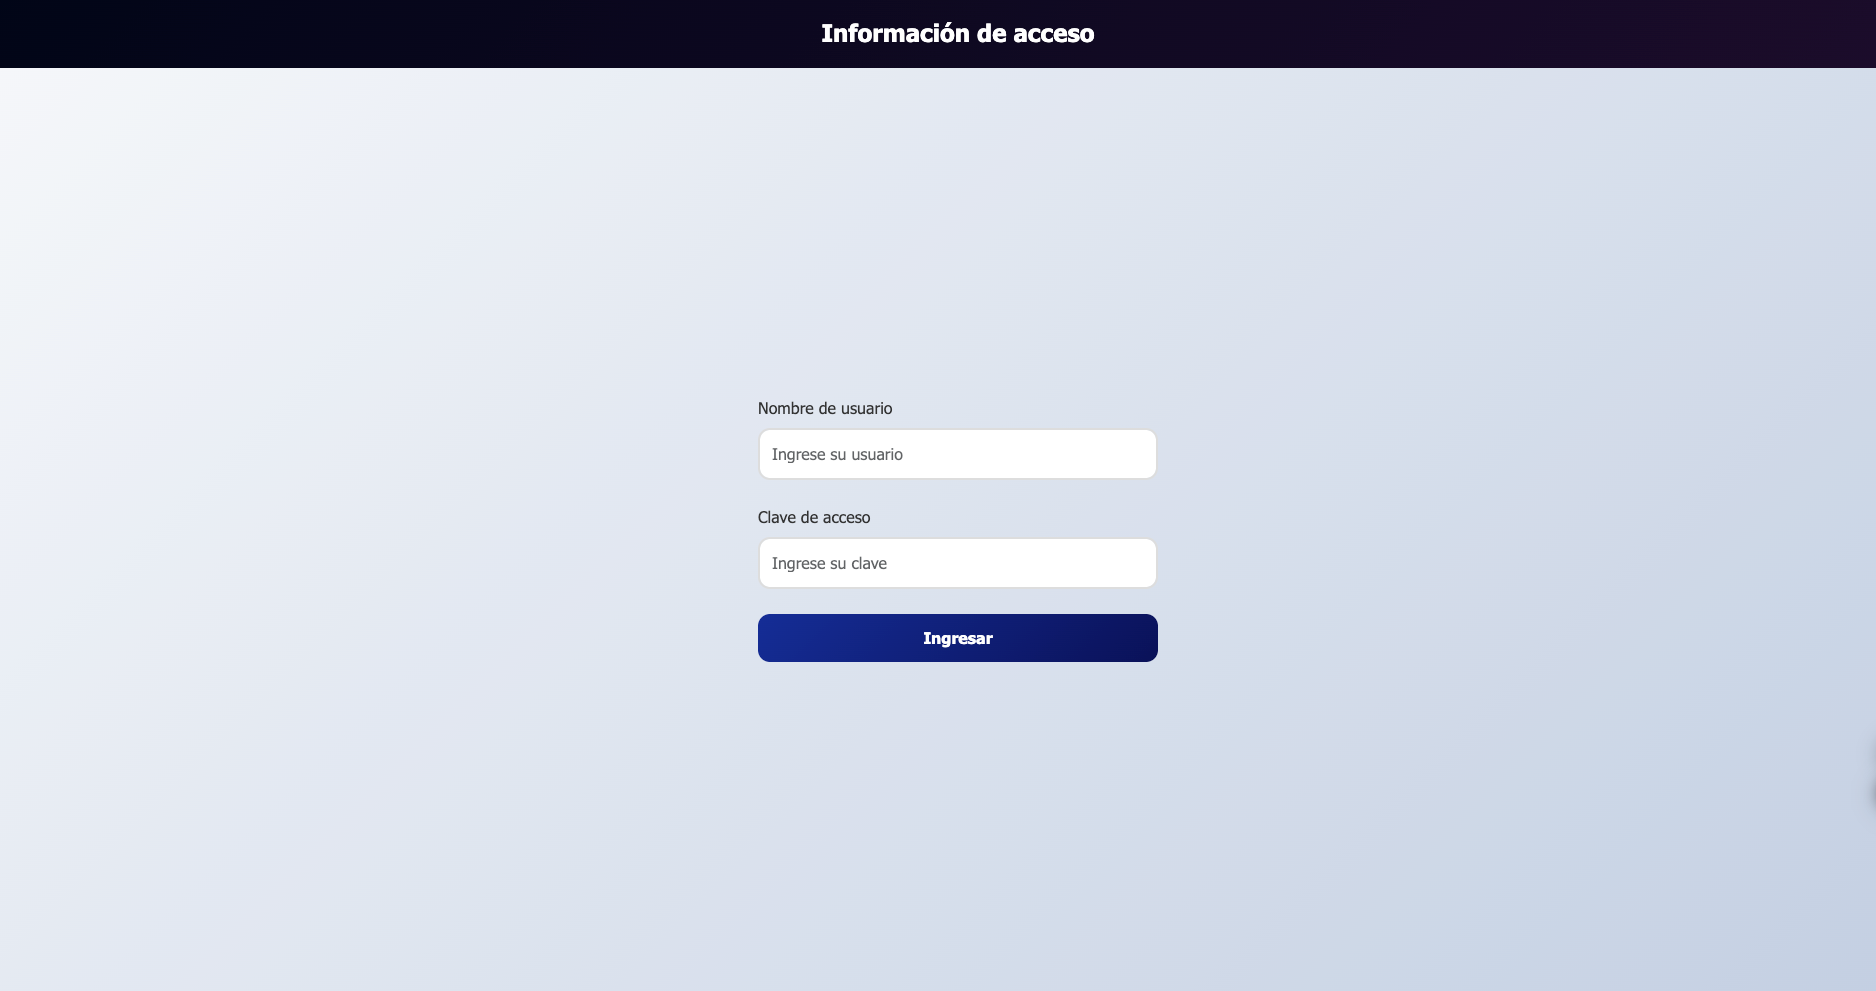 Información de acceso
Nombre de usuario
Ingrese su usuario
Clave de acceso
Ingrese su clave
Ingresar